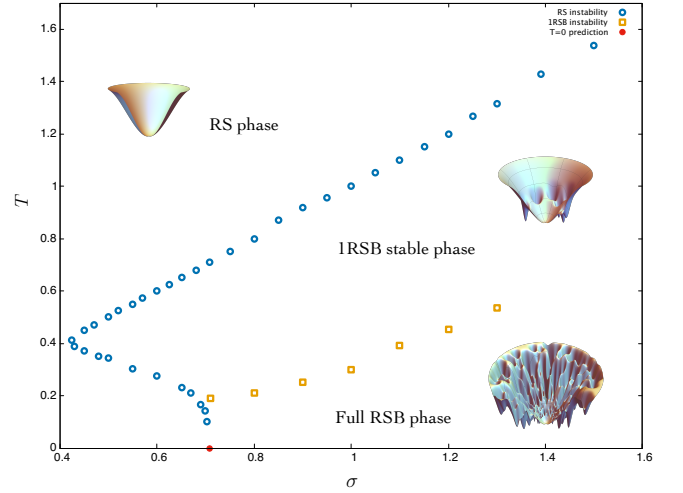 RS instability
1RSB instability
T=0 prediction
1.6
1.4
1.2
1
0.8
0.6
0.4
0.2
0
T
RS phase
1RSB stable phase
Full RSB phase
0.4
0.6
0.8
1
1.2
1.4
1.6
σ